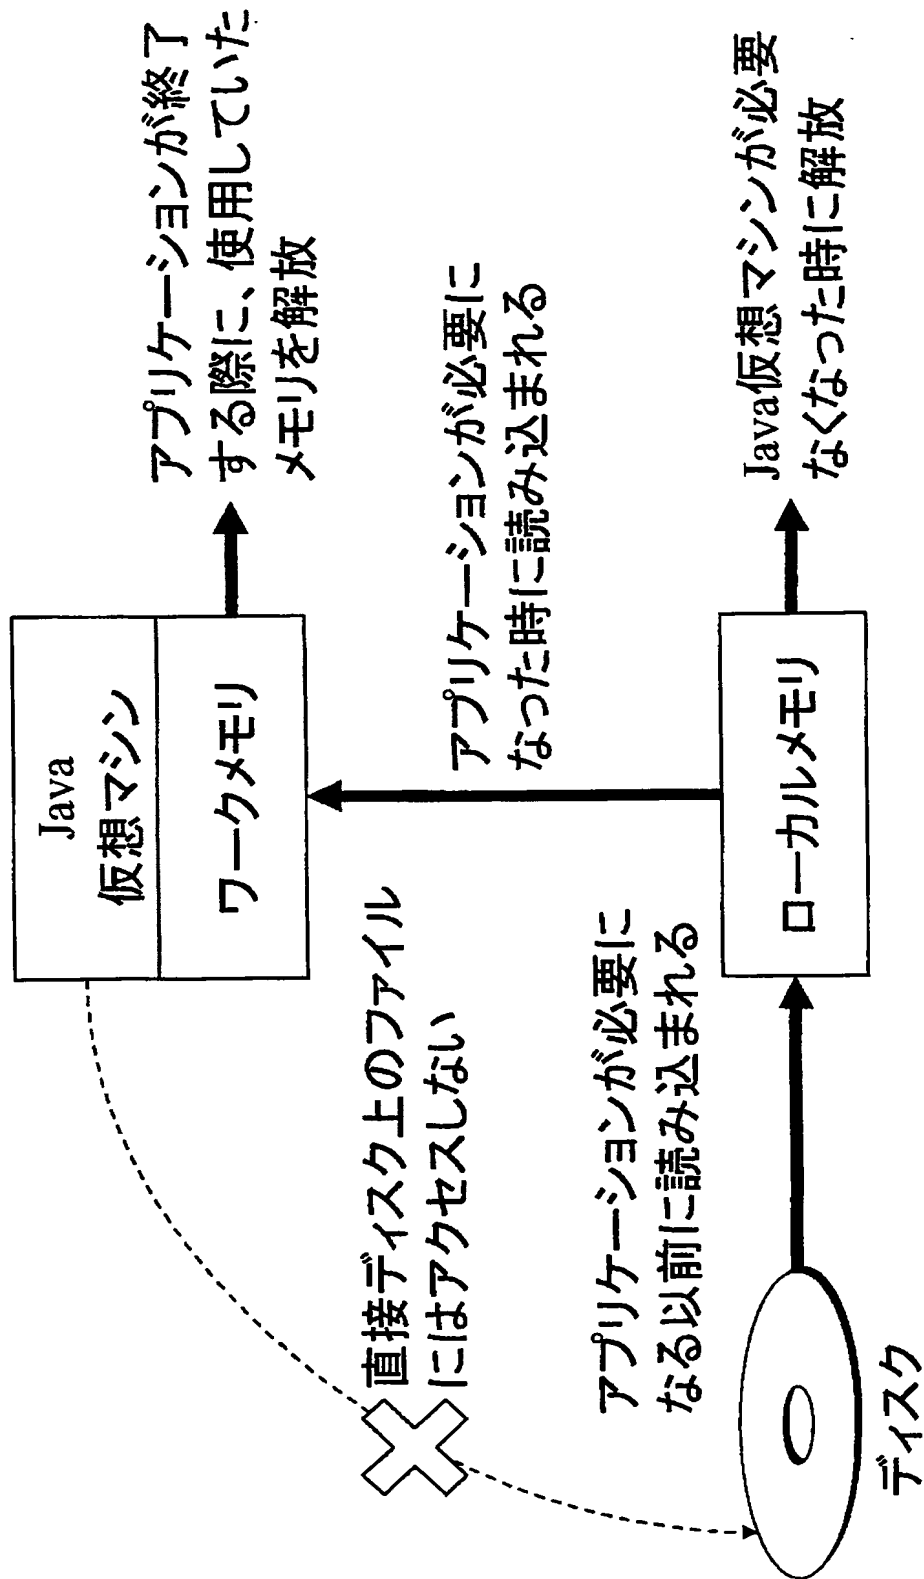 Java
仮想マシン
ワークメモリ
アプリケーションが終了
する際に、使用していた
メモリを解放
直接ディスク上のファイル
にはアクセスしない
アプリケーションが必要に
なった時に読み込まれる
アプリケーションが必要に
なる以前に読み込まれる
ローカルメモリ
Java仮想マシンが必要
なくなった時に解放
ディスク